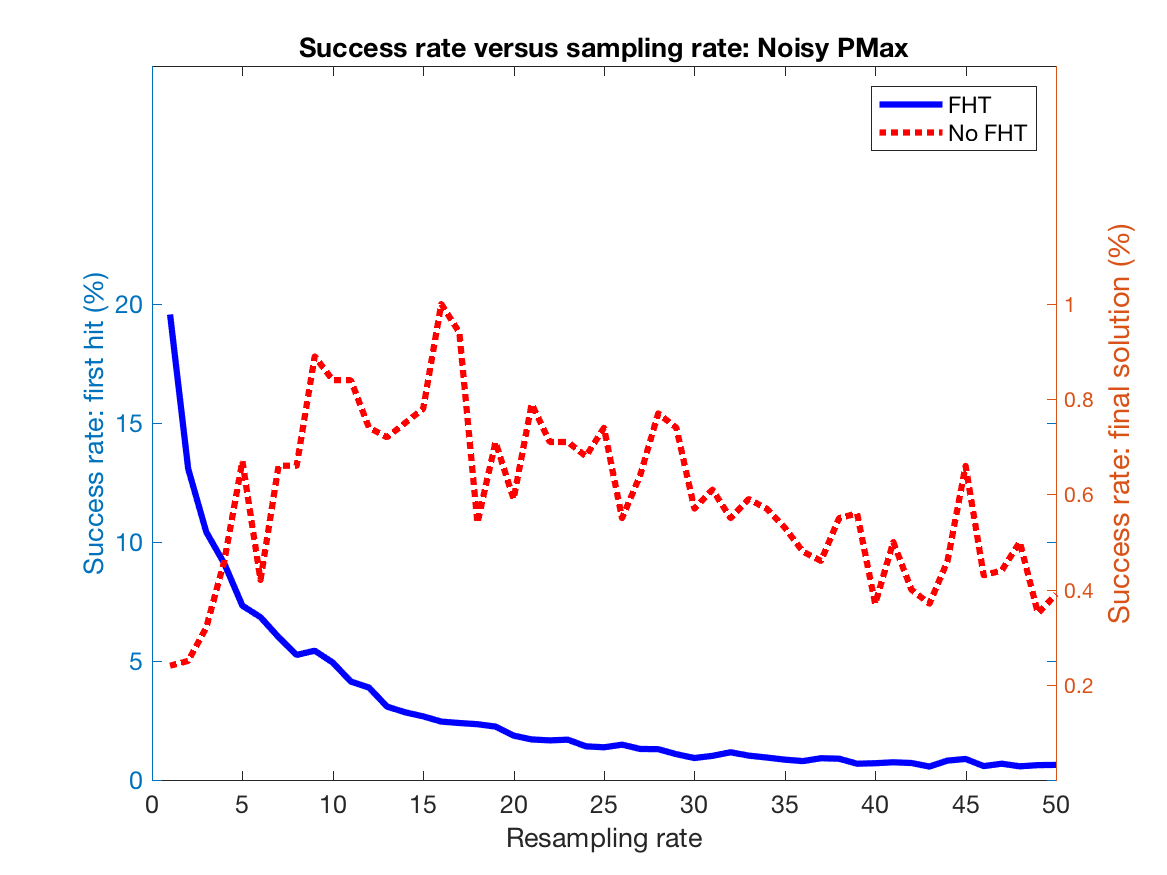 Success rate versus sampling rate: Noisy PMax
FHT
No FHT
Success rate: first hit (%)
20
15
10
5
0
Success rate: final solution (%)
1
0.8
0.6
0.4
0.2
0 5 10 15 20 25 30 35 40 45 50
Resampling rate